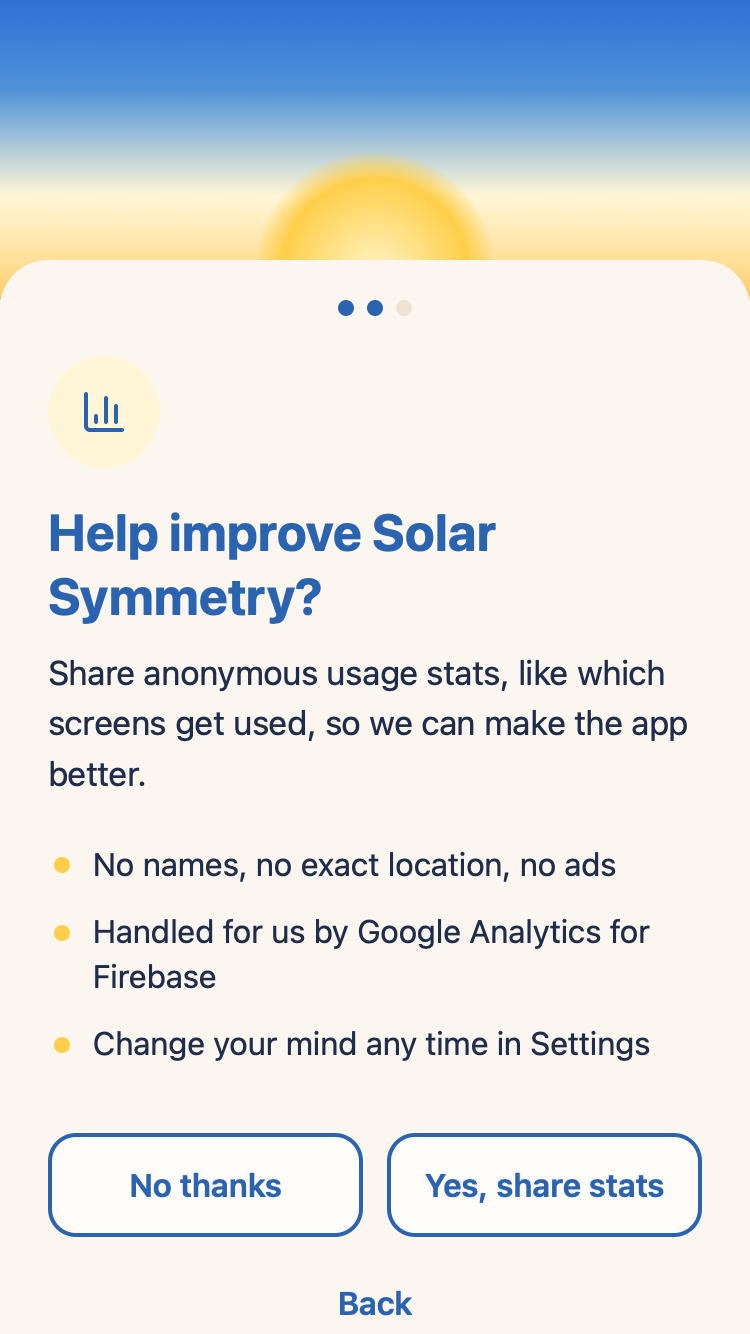 Help improve Solar
Symmetry?
Share anonymous usage stats, like which
screens get used, so we can make the app
better.
No names, no exact location, no ads
Handled for us by Google Analytics for
Firebase
Change your mind any time in Settings
No thanks
Yes, share stats
Back